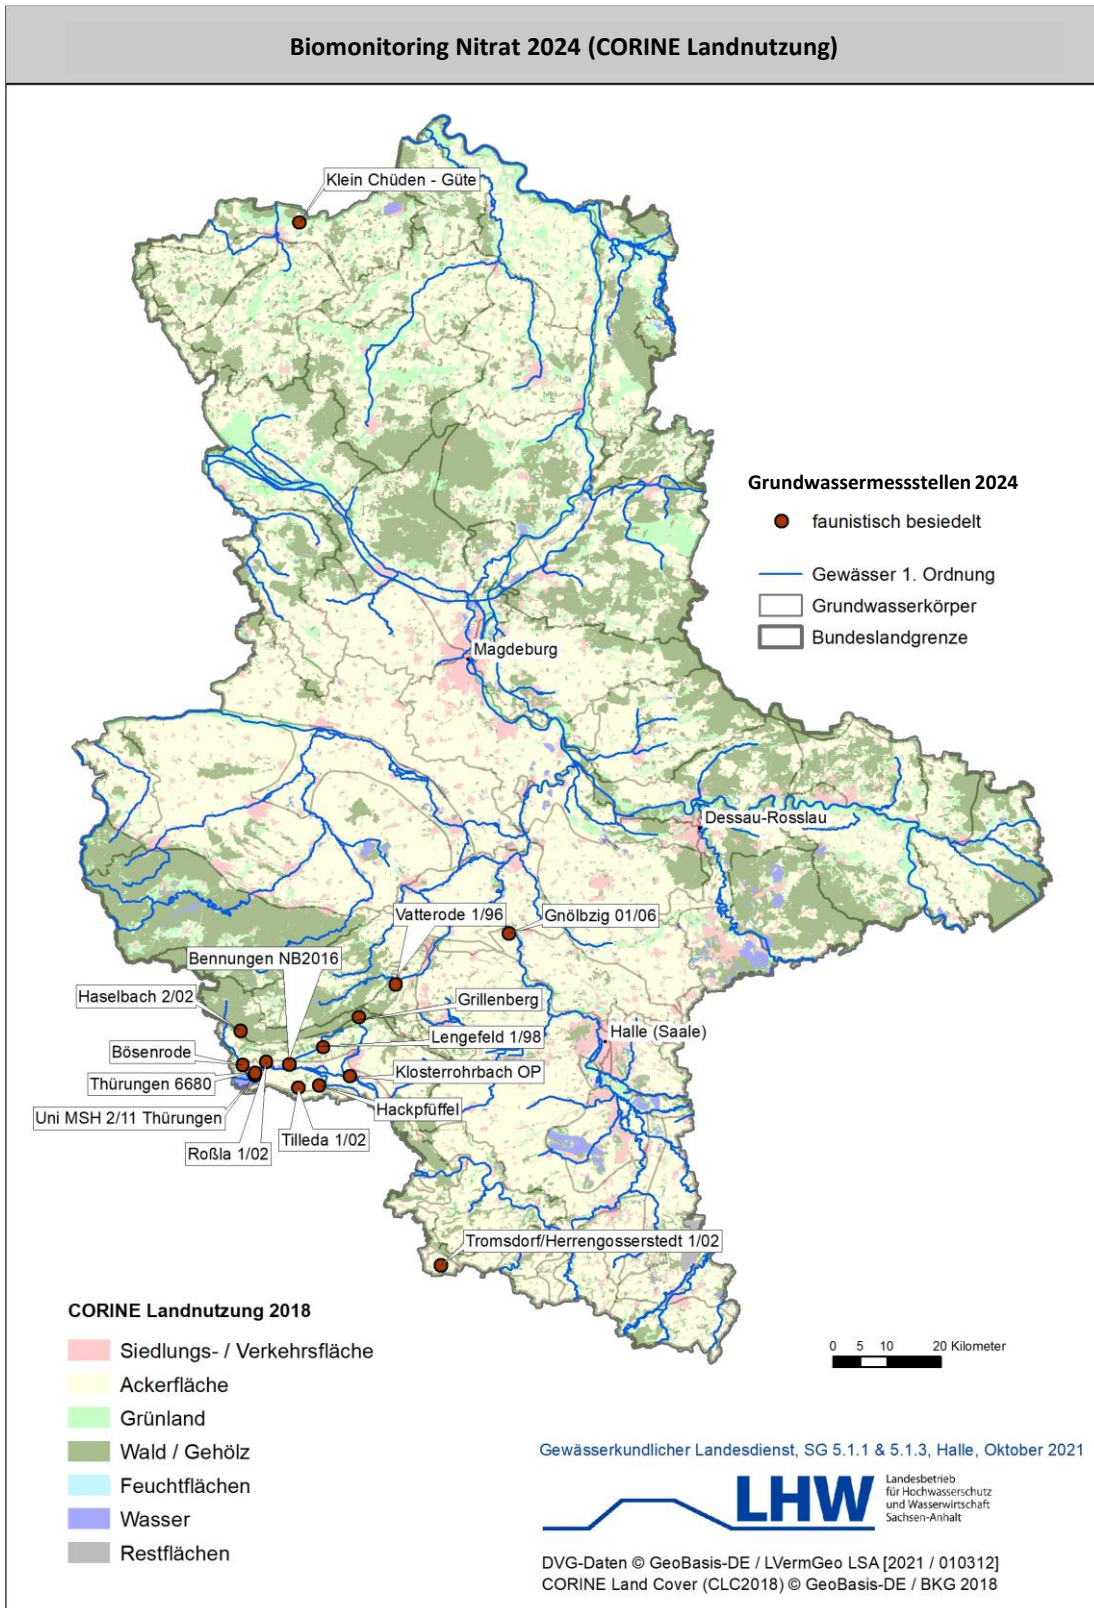 Biomonitoring Nitrat 2024 (CORINE Landnutzung)
Klein Chüden - Güte
Grundwassermessstellen 2024
faunistisch besiedelt
Gewässer 1. Ordnung
Grundwasserkörper
Bundeslandgrenze
Magdeburg
Dessau-Rosslau
Vatterode 1/96
Gnölbzig 01/06
Bennungen NB2016
Haselbach 2/02
Grillenberg
Lengefeld 1/98
Halle (Saale)
Bösenrode
Klosterrohrbach OP
Thürungen 6680
Hackpfüffel
Uni MSH 2/11 Thürungen
Tilleda 1/02
Roßla 1/02
Tromsdorf/Herrengosserstedt 1/02
CORINE Landnutzung 2018
Siedlungs- / Verkehrsfläche
Ackerfläche
Grünland
Wald / Gehölz
Feuchtflächen
Wasser
Restflächen
0 5 10 20 Kilometer
Gewässerkundlicher Landesdienst, SG 5.1.1 & 5.1.3, Halle, Oktober 2021
LHW
Landesbetrieb
für Hochwasserschutz
und Wasserwirtschaft
Sachsen-Anhalt
DVG-Daten © GeoBasis-DE / LVermGeo LSA [2021 / 010312]
CORINE Land Cover (CLC2018) © GeoBasis-DE / BKG 2018